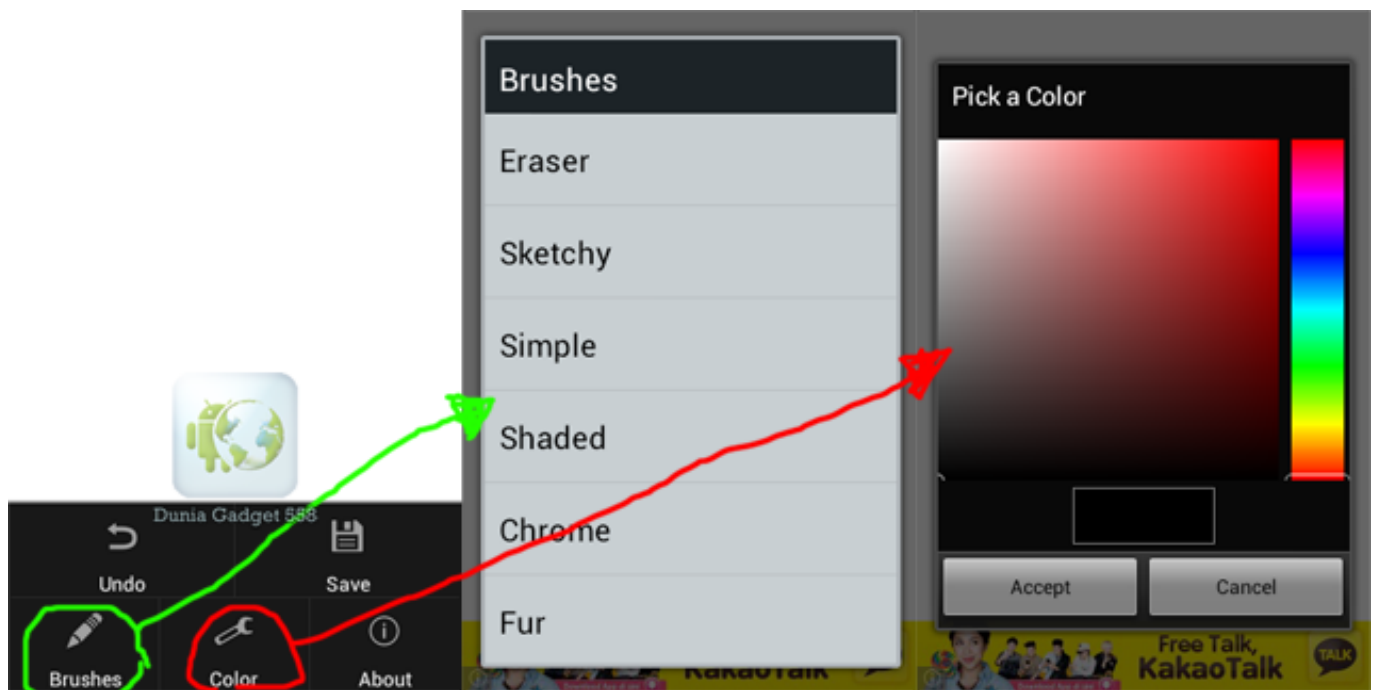 Dunia Gadget 558
Undo
Save
Brushes
Color
About
Brushes
Eraser
Sketchy
Simple
Shaded
Chrome
Fur
KakaoTalk
Pick a Color
Accept
Cancel
Free Talk,
KakaoTalk
TALK